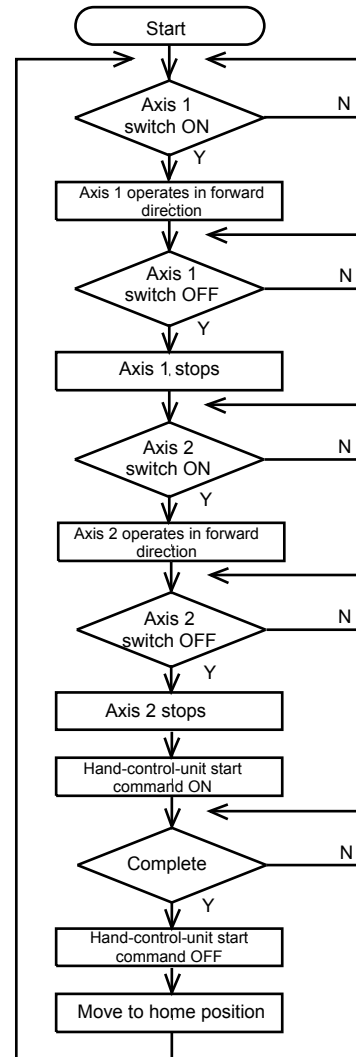 Start
Axis 1
switch ON
N
Y
Axis 1 operates in forward
direction
Axis 1
switch OFF
N
Y
Axis 1 stops
Axis 2
switch ON
N
Y
Axis 2 operates in forward
direction
Axis 2
switch OFF
N
Y
Axis 2 stops
Hand-control-unit start
command ON
Complete
N
Y
Hand-control-unit start
command OFF
Move to home position